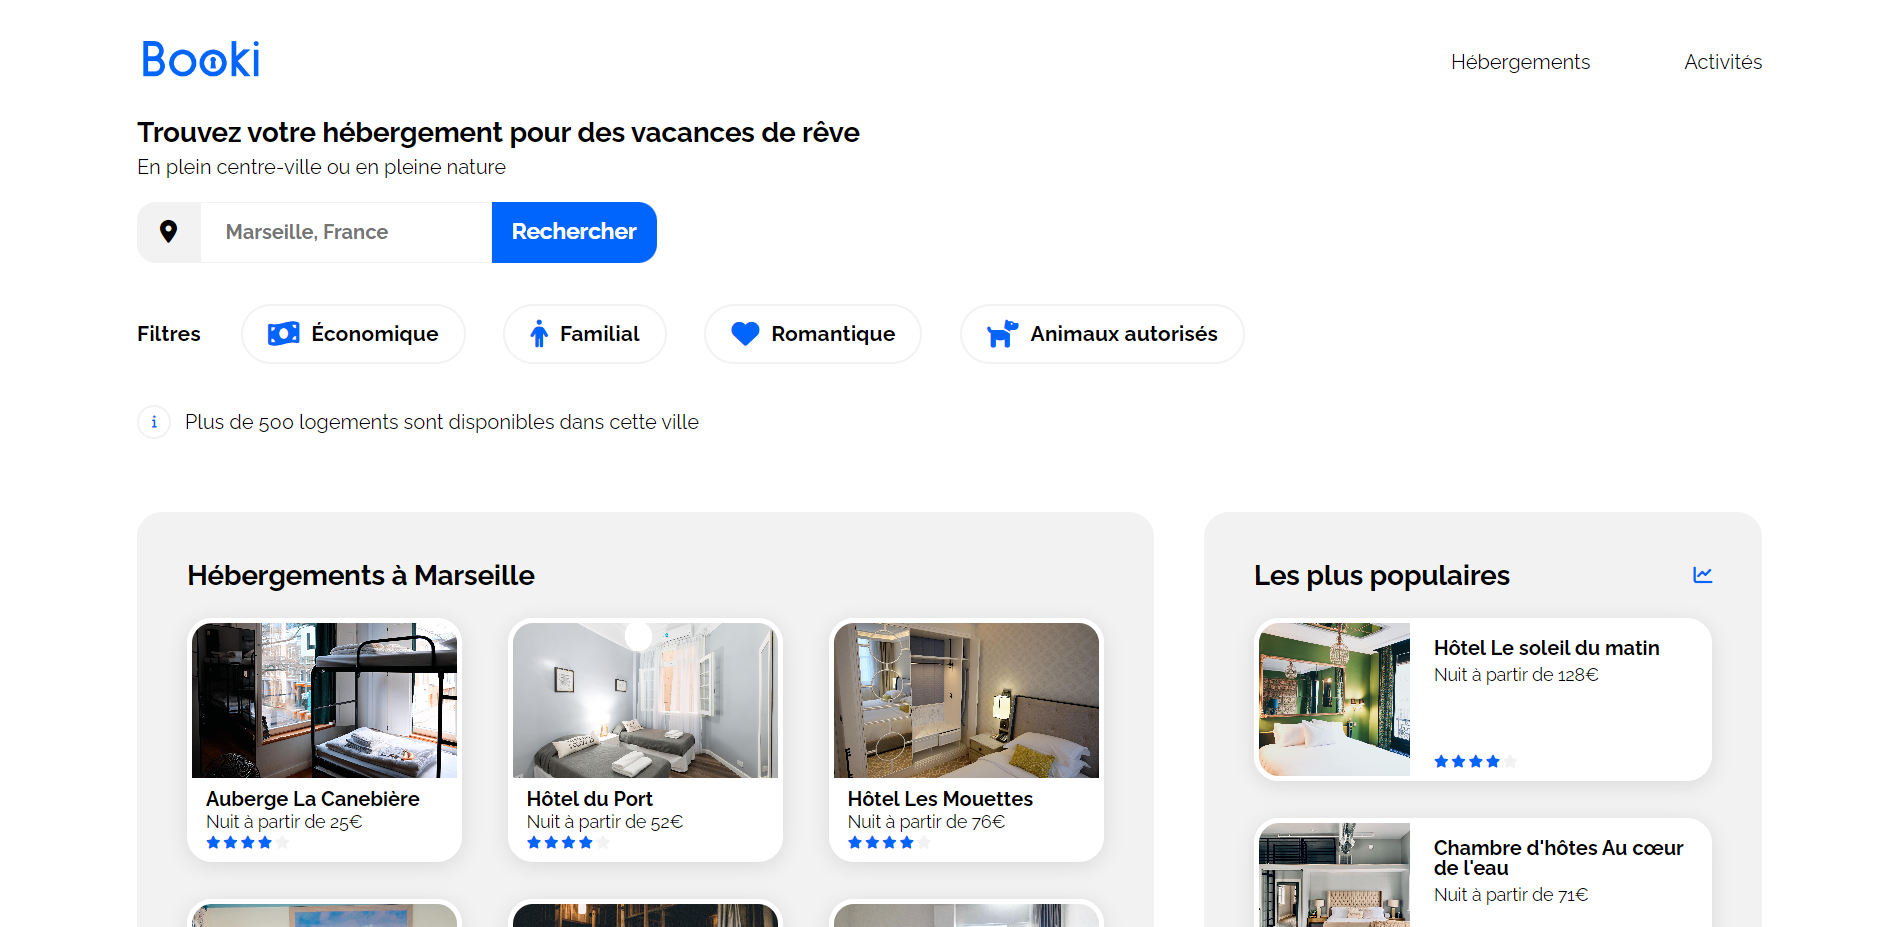 Booki
Hébergements
Activités
Trouvez votre hébergement pour des vacances de rêve
En plein centre-ville ou en pleine nature
Marseille, France
Rechercher
Filtres
Économique
Familial
Romantique
Animaux autorisés
Plus de 500 logements sont disponibles dans cette ville
Hébergements à Marseille
Auberge La Canebière
Nuit à partir de 25€
Hôtel du Port
Nuit à partir de 52€
Hôtel Les Mouettes
Nuit à partir de 76€
Les plus populaires
Hôtel Le soleil du matin
Nuit à partir de 128€
Chambre d'hôtes Au cœur
de l'eau
Nuit à partir de 71€